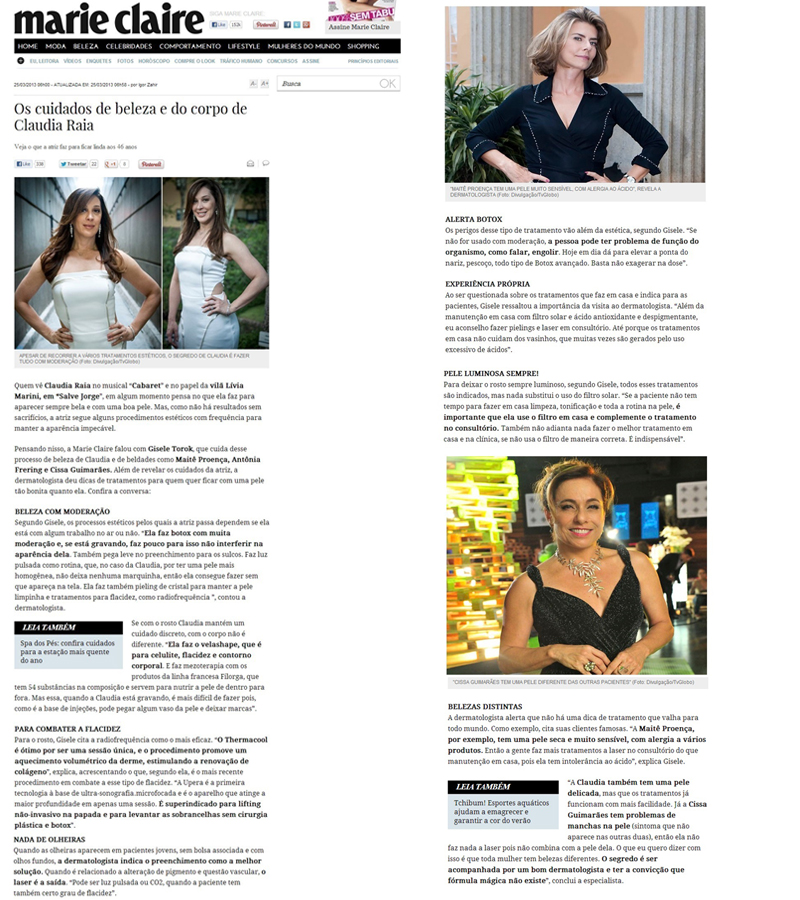 marie claire
SIGA MARIE CLAIRE
Like
Pinterest
SEM TABU
Assine Marie Claire
HOME MODA BELEZA CELEBRIDADES COMPORTAMENTO LIFESTYLE MULHERES DO MUNDO SHOPPING
EU, LEITORA VÍDEOS ENQUETES FOTOS HORÓSCOPO COMPRE O LOOK TRÁFICO HUMANO CONCURSOS ASSINE PRINCÍPIOS EDITORIAIS
25/03/2013 06h05 - ATUALIZADA EM: 25/03/2013 06h05 - por Igor Zahir
A- A+
Busca OK
Os cuidados de beleza e do corpo de
Claudia Raia
Veja o que a atriz faz para ficar linda aos 46 anos
Like Tweeter 22 +1 Pinterest
APESAR DE RECORRER A VÁRIOS TRATAMENTOS ESTÉTICOS, O SEGREDO DE CLAUDIA É FAZER
TUDO COM MODERAÇÃO (Foto: Divulgação/TvGlobo)
Quem vê Claudia Raia no musical "Cabaret" e no papel da vilã Lívia
Marini, em "Salve Jorge", em algum momento pensa no que ela faz para
aparecer sempre bela e com uma boa pele. Mas, como não há resultados sem
sacrifícios, a atriz segue alguns procedimentos estéticos com frequência para
manter a aparência impecável.
Pensando nisso, a Marie Claire falou com Gisele Torok, que cuida desse
processo de beleza de Claudia e de beldades como Maitê Proença, Antônia
Frering e Cissa Guimarães. Além de revelar os cuidados da atriz, a
dermatologista deu dicas de tratamentos para quem quer ficar com uma pele
tão bonita quanto ela. Confira a conversa:
BELEZA COM MODERAÇÃO
Segundo Gisele, os processos estéticos pelos quais a atriz passa dependem se ela
está com algum trabalho no ar ou não. "Ela faz botox com muita
moderação e, se está gravando, faz pouco para isso não interferir na
aparência dela. Também pega leve no preenchimento para os sulcos. Faz luz
pulsada como rotina, que, no caso da Claudia, por ter uma pele mais
homogênea, não deixa nenhuma marquinha, então ela consegue fazer sem
que apareça na tela. Ela faz também pieling de cristal para manter a pele
limpinha e tratamentos para flacidez, como radiofrequência ", contou a
dermatologista.
LEIA TAMBÉM
Spa dos Pés: confira cuidados
para a estação mais quente
do ano
Se com o rosto Claudia mantém um
cuidado discreto, com o corpo não é
diferente. "Ela faz o velashape, que é
para celulite, flacidez e contorno
corporal. E faz mezoterapia com os
produtos da linha francesa Filorga, que
tem 54 substâncias na composição e servem para nutrir a pele de dentro para
fora. Mas essa, quando a Claudia está gravando, é mais difícil de fazer pois,
como é a base de injeções, pode pegar algum vaso da pele e deixar marcas".
PARA COMBATER A FLACIDEZ
Para o rosto, Gisele cita a radiofrequência como o mais eficaz. "O Thermacool
é ótimo por ser uma sessão única, e o procedimento promove um
aquecimento volumétrico da derme, estimulando a renovação de
colágeno", explica, acrescentando o que, segundo ela, é o mais recente
procedimento em combate a esse tipo de flacidez. "A Upera é a primeira
tecnologia à base de ultra-sonografia.microfocada e é o aparelho que atinge a
maior profundidade em apenas uma sessão. É superindicado para lifting
não-invasivo na papada e para levantar as sobrancelhas sem cirurgia
plástica e botox".
NADA DE OLHEIRAS
Quando as olheiras aparecem em pacientes jovens, sem bolsa associada e com
olhos fundos, a dermatologista indica o preenchimento como a melhor
solução. Quando é relacionado a alteração de pigmento e questão vascular, o
laser é a saída. "Pode ser luz pulsada ou CO2, quando a paciente tem
também certo grau de flacidez".
"MAITÊ PROENÇA TEM UMA PELE MUITO SENSÍVEL, COM ALERGIA AO ÁCIDO", REVELA A
DERMATOLOGISTA (Foto: Divulgação/TvGlobo)
ALERTA BOTOX
Os perigos desse tipo de tratamento vão além da estética, segundo Gisele. "Se
não for usado com moderação, a pessoa pode ter problema de função do
organismo, como falar, engolir. Hoje em dia dá para elevar a ponta do
nariz, pescoço, todo tipo de Botox avançado. Basta não exagerar na dose".
EXPERIÊNCIA PRÓPRIA
Ao ser questionada sobre os tratamentos que faz em casa e indica para as
pacientes, Gisele ressaltou a importância da visita ao dermatologista. "Além da
manutenção em casa com filtro solar e ácido antioxidante e despigmentante,
eu aconselho fazer pielings e laser em consultório. Até porque os tratamentos
em casa não cuidam dos vasinhos, que muitas vezes são gerados pelo uso
excessivo de ácidos".
PELE LUMINOSA SEMPRE!
Para deixar o rosto sempre luminoso, segundo Gisele, todos esses tratamentos
são indicados, mas nada substitui o uso do filtro solar. "Se a paciente não tem
tempo para fazer em casa limpeza, tonificação e toda a rotina na pele, é
importante que ela use o filtro em casa e complemente o tratamento
no consultório. Também não adianta nada fazer o melhor tratamento em
casa e na clínica, se não usa o filtro de maneira correta. É indispensável".
"CISSA GUIMARÃES TEM UMA PELE DIFERENTE DAS OUTRAS PACIENTES" (Foto: Divulgação/TvGlobo)
BELEZAS DISTINTAS
A dermatologista alerta que não há uma dica de tratamento que valha para
todo mundo. Como exemplo, cita suas clientes famosas. "A Maitê Proença,
por exemplo, tem uma pele seca e muito sensível, com alergia a vários
produtos. Então a gente faz mais tratamentos a laser no consultório do que
manutenção em casa, pois ela tem intolerância ao ácido", explica Gisele.
LEIA TAMBÉM
Tchibum! Esportes aquáticos
ajudam a emagrecer e
garantir a cor do verão
"A Claudia também tem uma pele
delicada, mas que os tratamentos já
funcionam com mais facilidade. Já a Cissa
Guimarães tem problemas de
manchas na pele (sintoma que não
aparece nas outras duas), então ela não
faz nada a laser pois não combina com a pele dela. O que eu quero dizer com
isso é que toda mulher tem belezas diferentes. O segredo é ser
acompanhada por um bom dermatologista e ter a convicção que
fórmula mágica não existe", conclui a especialista.